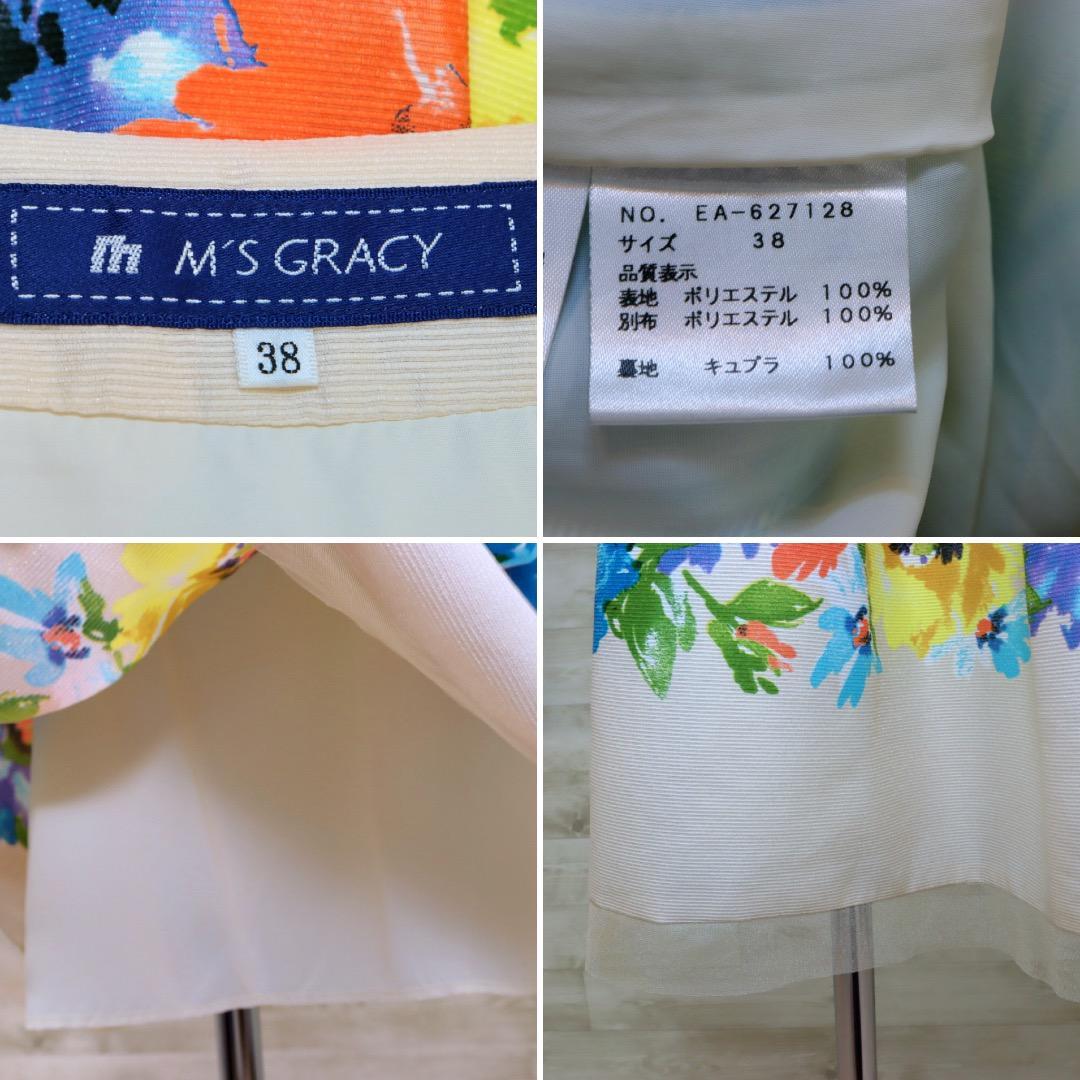 m M'S GRACY
38
NO. EA-627128
サイズ 38
品質表示
表地 ポリエステル 100%
別布 ポリエステル 100%
裏地 キュプラ 100%